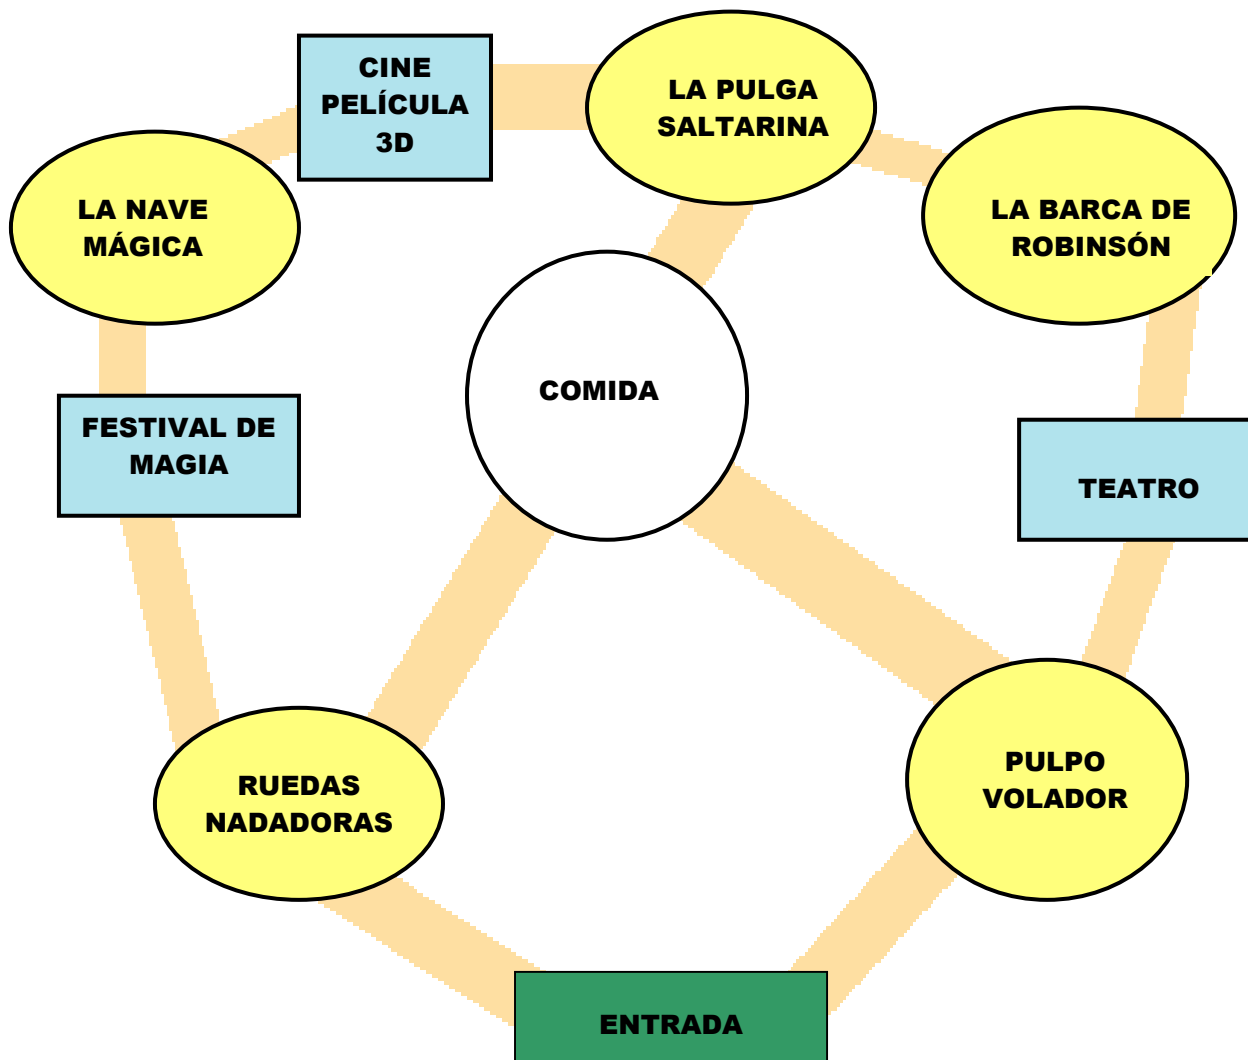 CINE
PELÍCULA
3D
LA PULGA
SALTARINA
LA NAVE
MÁGICA
LA BARCA DE
ROBINSÓN
COMIDA
FESTIVAL DE
MAGIA
TEATRO
RUEDAS
NADADORAS
PULPO
VOLADOR
ENTRADA